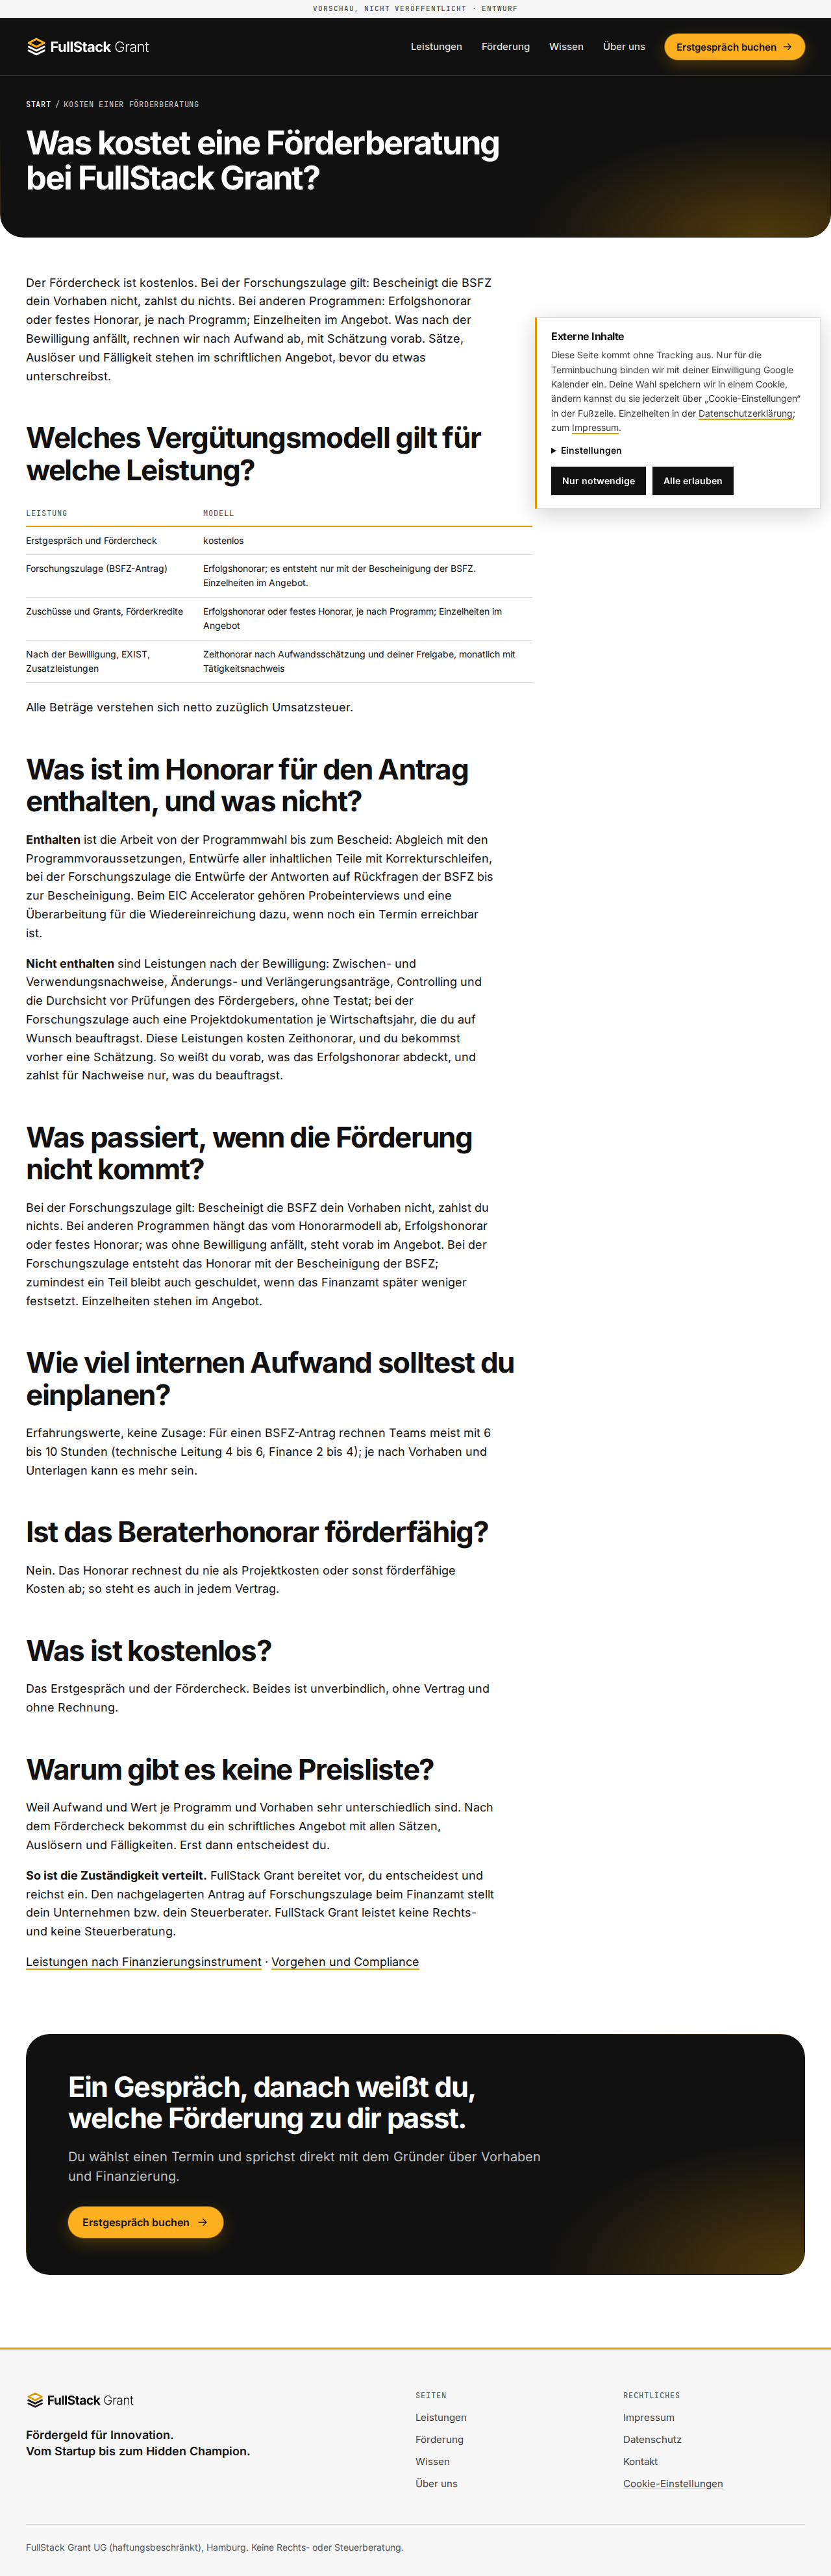 VORSCHAU, NICHT VERÖFFENTLICHT · ENTWURF
FullStack Grant
Leistungen
Förderung
Wissen
Über uns
Erstgespräch buchen →
START / KOSTEN EINER FÖRDERBERATUNG
Was kostet eine Förderberatung
bei FullStack Grant?
Der Fördercheck ist kostenlos. Bei der Forschungszulage gilt: Bescheinigt die BSFZ
dein Vorhaben nicht, zahlst du nichts. Bei anderen Programmen: Erfolgshonorar
oder festes Honorar, je nach Programm; Einzelheiten im Angebot. Was nach der
Bewilligung anfällt, rechnen wir nach Aufwand ab, mit Schätzung vorab. Sätze,
Auslöser und Fälligkeit stehen im schriftlichen Angebot, bevor du etwas
unterschreibst.
Externe Inhalte
Diese Seite kommt ohne Tracking aus. Nur für die
Terminbuchung binden wir mit deiner Einwilligung Google
Kalender ein. Deine Wahl speichern wir in einem Cookie,
ändern kannst du sie jederzeit über „Cookie-Einstellungen“
in der Fußzeile. Einzelheiten in der Datenschutzerklärung;
zum Impressum.
▶ Einstellungen
Nur notwendige
Alle erlauben
Welches Vergütungsmodell gilt für
welche Leistung?
LEISTUNG
MODELL
Erstgespräch und Fördercheck
kostenlos
Forschungszulage (BSFZ-Antrag)
Erfolgshonorar; es entsteht nur mit der Bescheinigung der BSFZ.
Einzelheiten im Angebot.
Zuschüsse und Grants, Förderkredite
Erfolgshonorar oder festes Honorar, je nach Programm; Einzelheiten im
Angebot
Nach der Bewilligung, EXIST,
Zusatzleistungen
Zeithonorar nach Aufwandsschätzung und deiner Freigabe, monatlich mit
Tätigkeitsnachweis
Alle Beträge verstehen sich netto zuzüglich Umsatzsteuer.
Was ist im Honorar für den Antrag
enthalten, und was nicht?
Enthalten ist die Arbeit von der Programmwahl bis zum Bescheid: Abgleich mit den
Programmvoraussetzungen, Entwürfe aller inhaltlichen Teile mit Korrekturschleifen,
bei der Forschungszulage die Entwürfe der Antworten auf Rückfragen der BSFZ bis
zur Bescheinigung. Beim EIC Accelerator gehören Probeinterviews und eine
Überarbeitung für die Wiedereinreichung dazu, wenn noch ein Termin erreichbar
ist.
Nicht enthalten sind Leistungen nach der Bewilligung: Zwischen- und
Verwendungsnachweise, Änderungs- und Verlängerungsanträge, Controlling und
die Durchsicht vor Prüfungen des Fördergebers, ohne Testat; bei der
Forschungszulage auch eine Projektdokumentation je Wirtschaftsjahr, die du auf
Wunsch beauftragst. Diese Leistungen kosten Zeithonorar, und du bekommst
vorher eine Schätzung. So weißt du vorab, was das Erfolgshonorar abdeckt, und
zahlst für Nachweise nur, was du beauftragst.
Was passiert, wenn die Förderung
nicht kommt?
Bei der Forschungszulage gilt: Bescheinigt die BSFZ dein Vorhaben nicht, zahlst du
nichts. Bei anderen Programmen hängt das vom Honorarmodell ab, Erfolgshonorar
oder festes Honorar; was ohne Bewilligung anfällt, steht vorab im Angebot. Bei der
Forschungszulage entsteht das Honorar mit der Bescheinigung der BSFZ;
zumindest ein Teil bleibt auch geschuldet, wenn das Finanzamt später weniger
festsetzt. Einzelheiten stehen im Angebot.
Wie viel internen Aufwand solltest du
einplanen?
Erfahrungswerte, keine Zusage: Für einen BSFZ-Antrag rechnen Teams meist mit 6
bis 10 Stunden (technische Leitung 4 bis 6, Finance 2 bis 4); je nach Vorhaben und
Unterlagen kann es mehr sein.
Ist das Beraterhonorar förderfähig?
Nein. Das Honorar rechnest du nie als Projektkosten oder sonst förderfähige
Kosten ab; so steht es auch in jedem Vertrag.
Was ist kostenlos?
Das Erstgespräch und der Fördercheck. Beides ist unverbindlich, ohne Vertrag und
ohne Rechnung.
Warum gibt es keine Preisliste?
Weil Aufwand und Wert je Programm und Vorhaben sehr unterschiedlich sind. Nach
dem Fördercheck bekommst du ein schriftliches Angebot mit allen Sätzen,
Auslösern und Fälligkeiten. Erst dann entscheidest du.
So ist die Zuständigkeit verteilt. FullStack Grant bereitet vor, du entscheidest und
reichst ein. Den nachgelagerten Antrag auf Forschungszulage beim Finanzamt stellt
dein Unternehmen bzw. dein Steuerberater. FullStack Grant leistet keine Rechts-
und keine Steuerberatung.
Leistungen nach Finanzierungsinstrument · Vorgehen und Compliance
Ein Gespräch, danach weißt du,
welche Förderung zu dir passt.
Du wählst einen Termin und sprichst direkt mit dem Gründer über Vorhaben
und Finanzierung.
Erstgespräch buchen →
FullStack Grant
Fördergeld für Innovation.
Vom Startup bis zum Hidden Champion.
SEITEN
Leistungen
Förderung
Wissen
Über uns
RECHTLICHES
Impressum
Datenschutz
Kontakt
Cookie-Einstellungen
FullStack Grant UG (haftungsbeschränkt), Hamburg. Keine Rechts- oder Steuerberatung.